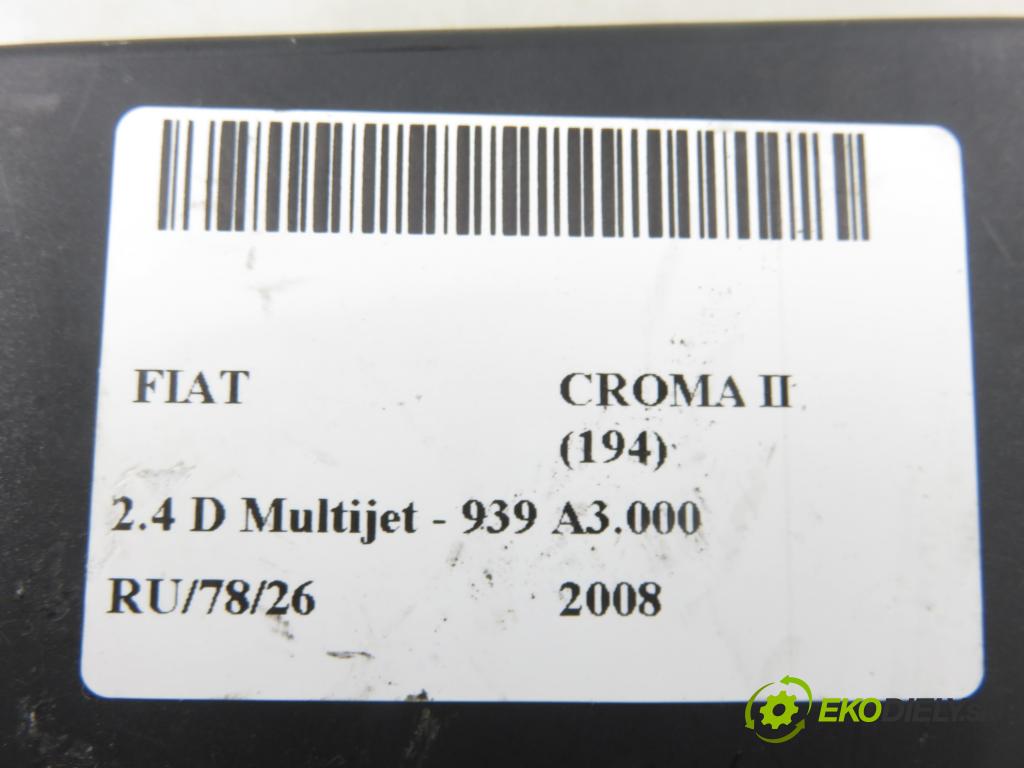 FIAT CROMA II
(194)
2.4 D Multijet - 939 A3.000
RU/78/26 2008
EKODIELY.SK